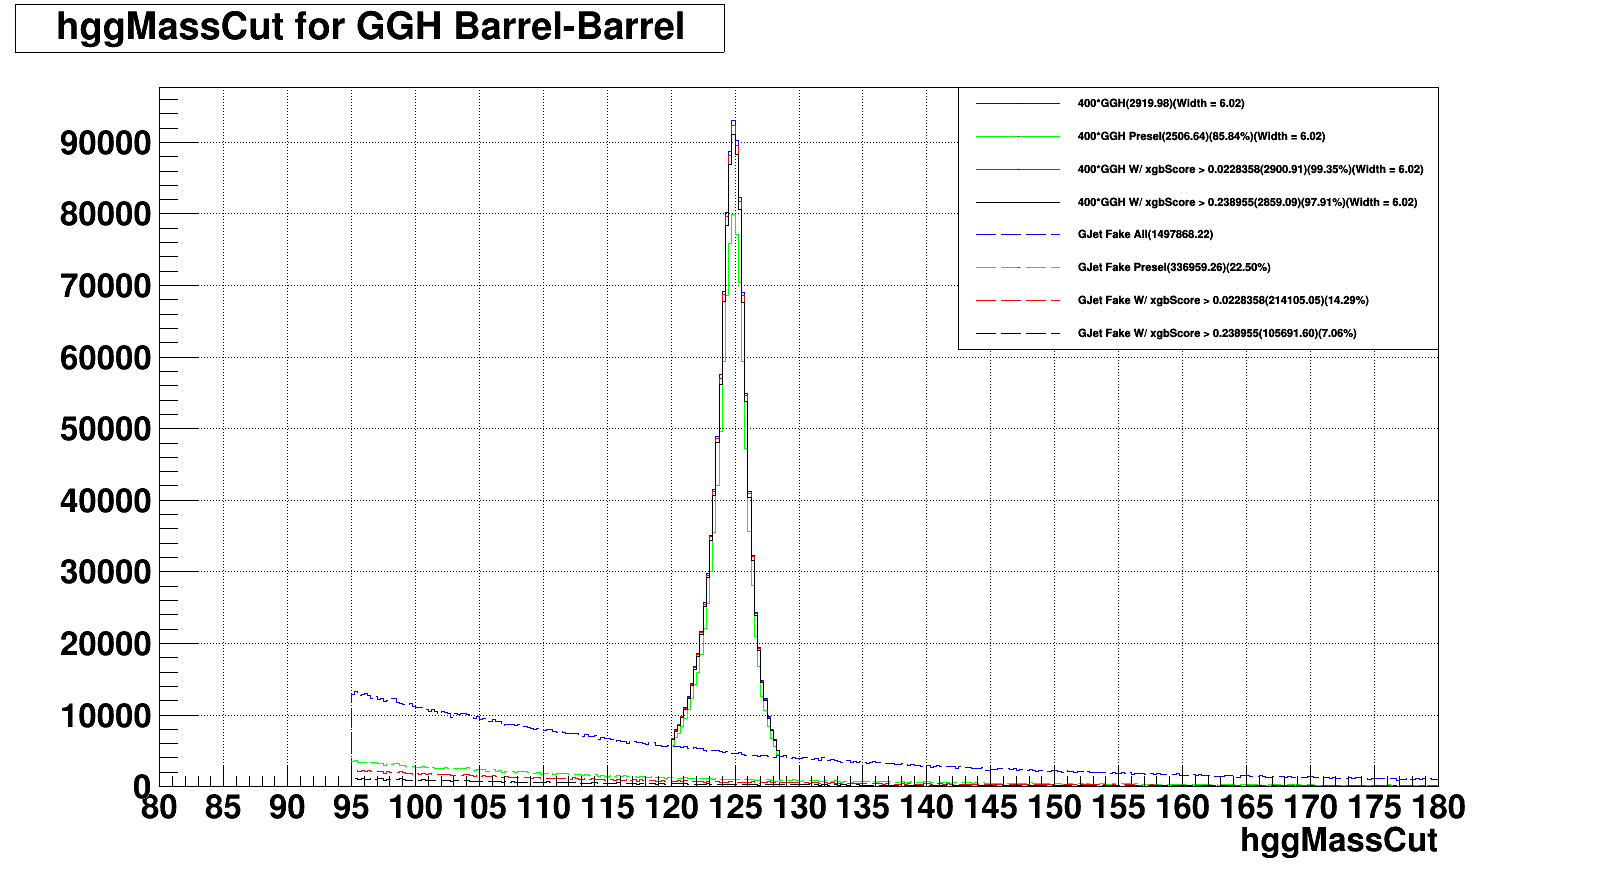 hggMassCut for GGH Barrel-Barrel
400*GGH(2919.98)(Width = 6.02)
400*GGH Presel(2506.64)(85.84%)(Width = 6.02)
400*GGH W/ xgbScore > 0.0228358(2900.91)(99.35%)(Width = 6.02)
400*GGH W/ xgbScore > 0.238955(2859.09)(97.91%)(Width = 6.02)
GJet Fake All(1497868.22)
GJet Fake Presel(336959.26)(22.50%)
GJet Fake W/ xgbScore > 0.0228358(214105.05)(14.29%)
GJet Fake W/ xgbScore > 0.238955(105691.60)(7.06%)
90000
80000
70000
60000
50000
40000
30000
20000
10000
0
80 85 90 95 100 105 110 115 120 125 130 135 140 145 150 155 160 165 170 175 180
hggMassCut